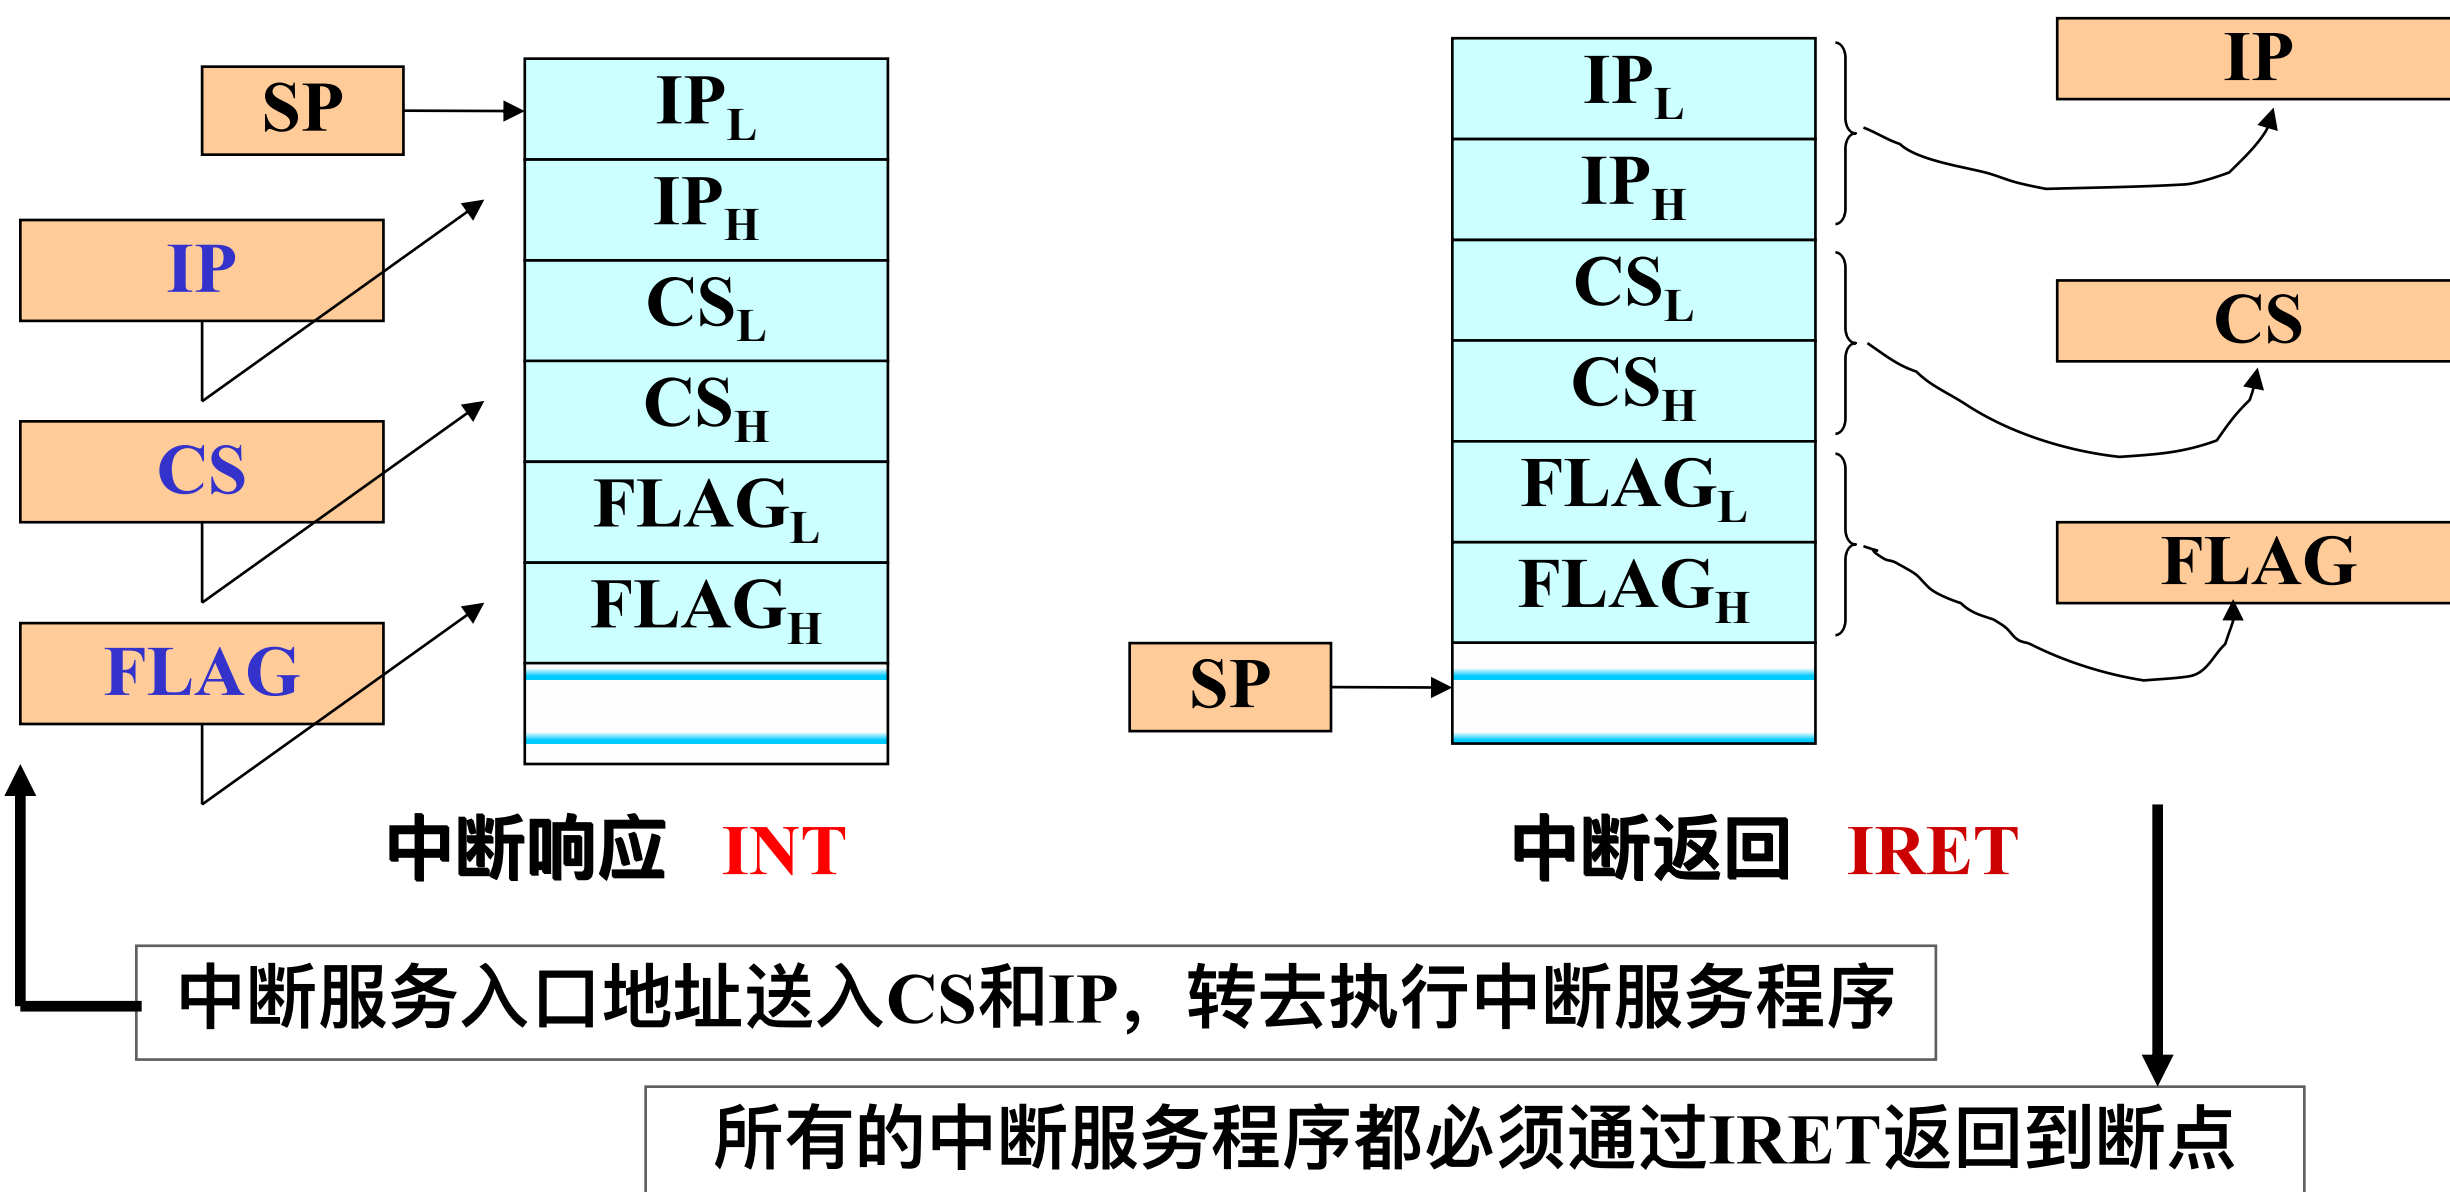 SP
IP
CS
FLAG
IPL
IPH
CSL
CSH
FLAGL
FLAGH
中断响应 INT
IPL
IPH
CSL
CSH
FLAGL
FLAGH
SP
IP
CS
FLAG
中断返回 IRET
中断服务入口地址送入CS和IP，转去执行中断服务程序
所有的中断服务程序都必须通过IRET返回到断点